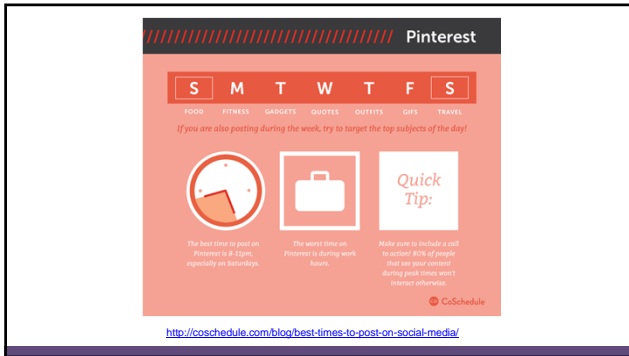 Pinterest
S M T W T F S
FOOD FITNESS GADGETS QUOTES OUTFITS GIFS TRAVEL
If you are also posting during the week, try to target the top subjects of the day!
Quick
Tip:
The best time to post on
Pinterest is 8-11pm,
especially on Saturdays.
The worst time on
Pinterest is during work
hours.
Make sure to include a call
to action! 80% of people
that see your content
during peak times won't
interact otherwise.
CoSchedule
http://coschedule.com/blog/best-times-to-post-on-social-media/